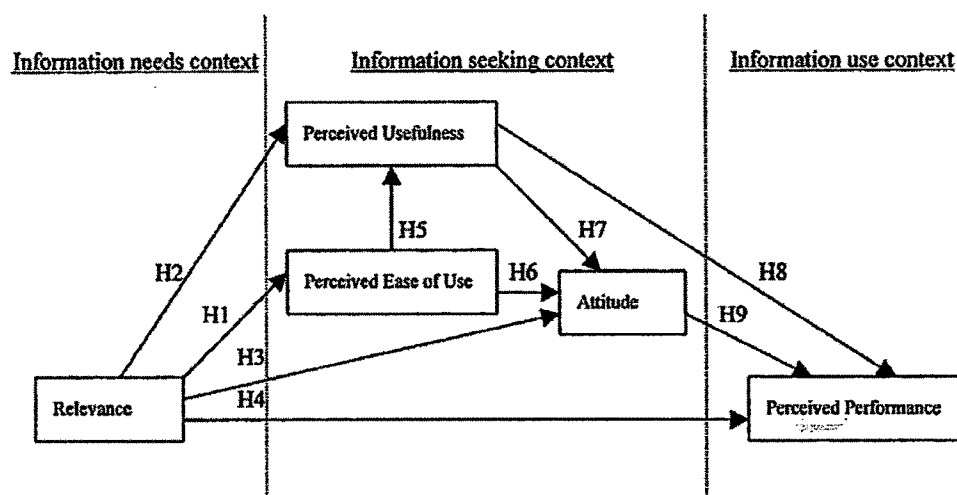 Information needs context
Information seeking context
Information use context
Perceived Usefulness
H2
H5
H7
H8
Perceived Ease of Use
H6
Attitude
H1
H9
H3
Relevance
H4
Perceived Performance